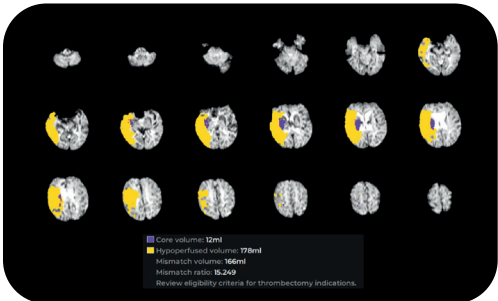 Core volume: 12ml
Hypoperfused volume: 178ml
Mismatch volume: 166ml
Mismatch ratio: 15.249
Review eligibility criteria for thrombectomy indications.